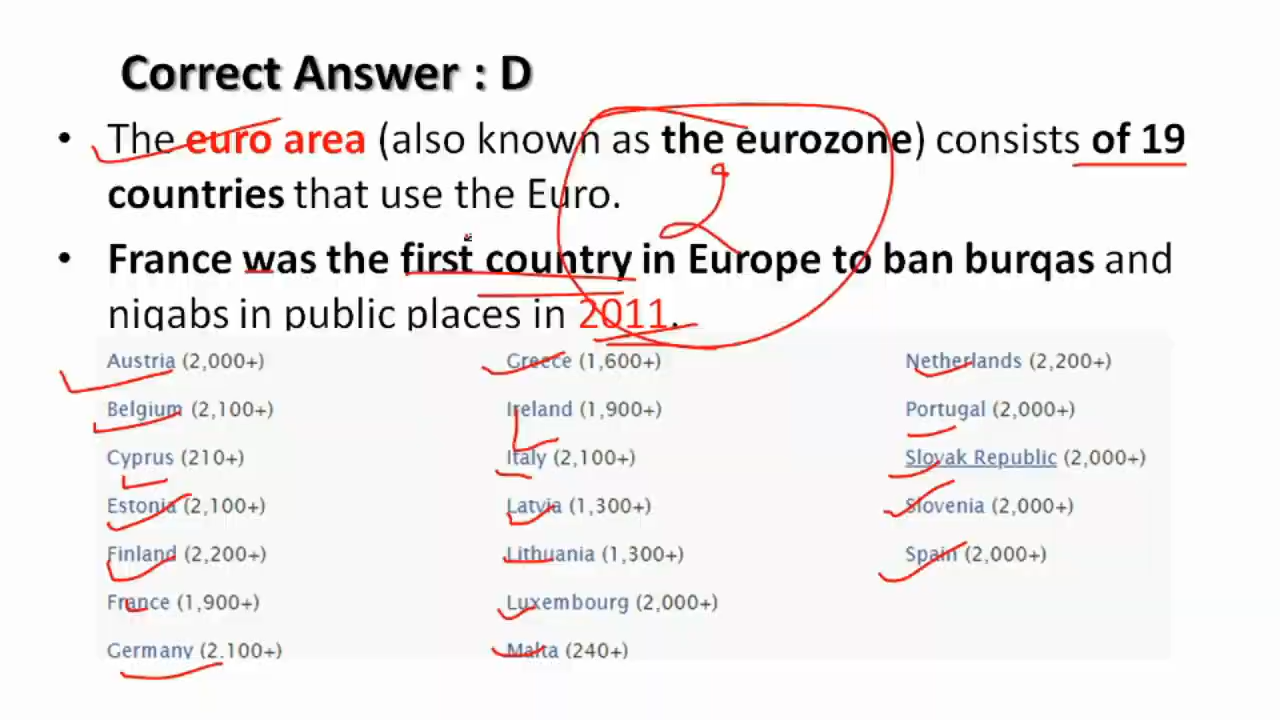 Correct Answer : D
• The euro area (also known as the eurozone) consists of 19
countries that use the Euro.
2
• France was the first country in Europe to ban burqas and
niqabs in public places in 2011.
Austria (2,000+)
Belgium (2,100+)
Cyprus (210+)
Estonia (2,100+)
Finland (2,200+)
France (1,900+)
Germany (2,100+)
Greece (1,600+)
Ireland (1,900+)
Italy (2,100+)
Latvia (1,300+)
Lithuania (1,300+)
Luxembourg (2,000+)
Malta (240+)
Netherlands (2,200+)
Portugal (2,000+)
Slovak Republic (2,000+)
Slovenia (2,000+)
Spain (2,000+)